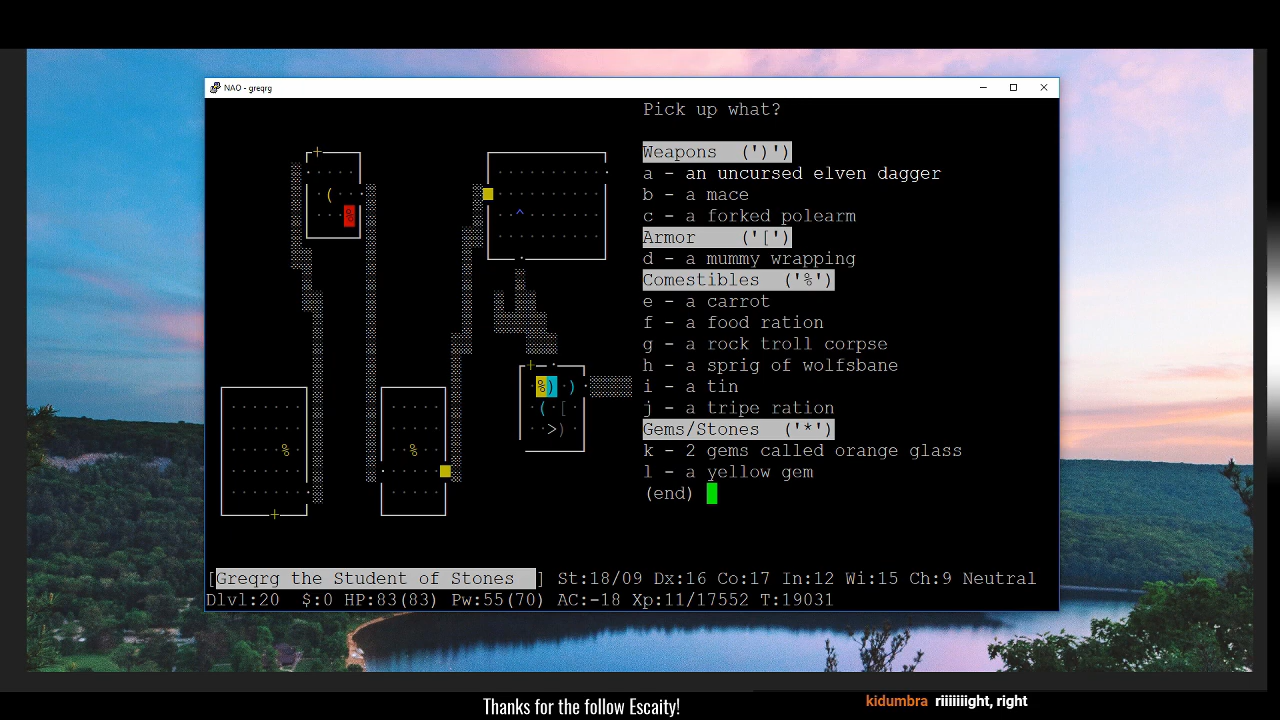 NAO - greqrg
Pick up what?
Weapons (')')
a - an uncursed elven dagger
b - a mace
c - a forked polearm
Armor ('[')
d - a mummy wrapping
Comestibles ('%')
e - a carrot
f - a food ration
g - a rock troll corpse
h - a sprig of wolfsbane
i - a tin
j - a tripe ration
Gems/Stones ('*')
k - 2 gems called orange glass
l - a yellow gem
(end)
[Greqrg the Student of Stones ] St:18/09 Dx:16 Co:17 In:12 Wi:15 Ch:9 Neutral
Dlvl:20 $:0 HP:83(83) Pw:55(70) AC:-18 Xp:11/17552 T:19031
Thanks for the follow Escaity!
kidumbra riiiiiiight, right